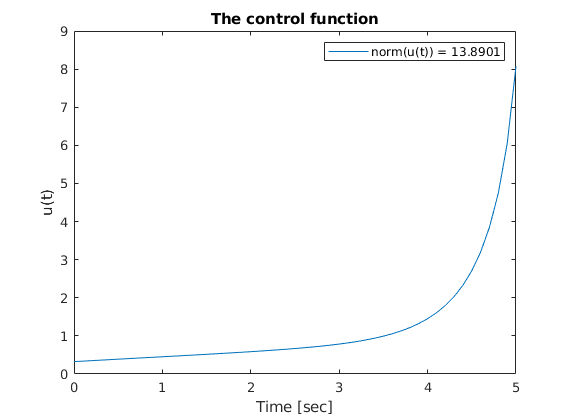 The control function
norm(u(t)) = 13.8901
9
8
7
6
5
4
3
2
1
0
u(t)
0 1 2 3 4 5
Time [sec]